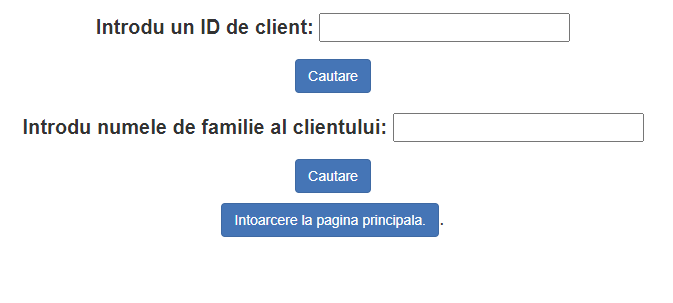 Introdu un ID de client:
Cautare
Introdu numele de familie al clientului:
Cautare
Intoarcere la pagina principala..